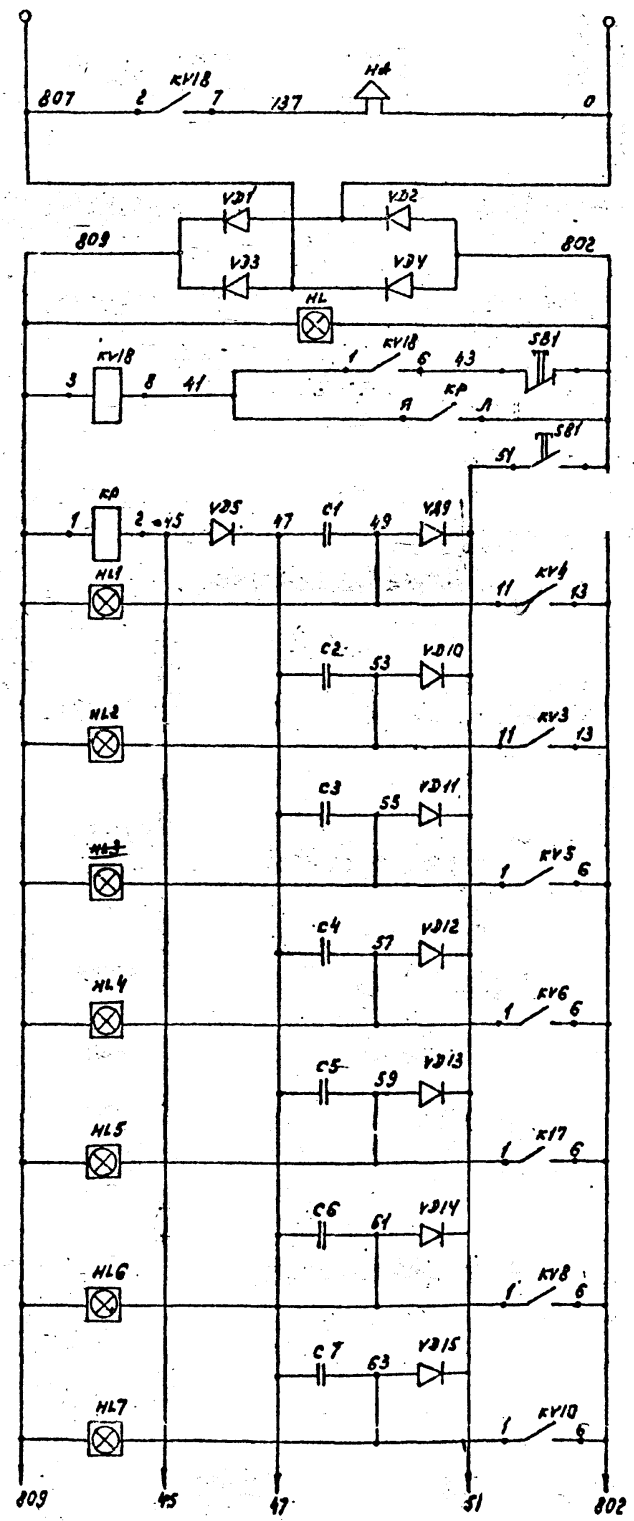 KV18 HA
807 2 7 137 0
VD1 VD2
809 802
VD3 VD4
HL
KV18 1 KV18 6 43 SB1
3 8 41
Я KP Л
51 SB1
KP
1 2 45 VD5 47 C1 49 VD9
HL1 11 KV4 13
C2 53 VD10
HL2 11 KV3 13
C3 55 VD11
HL3 1 KV5 6
C4 57 VD12
HL4 1 KV6 6
C5 59 VD13
HL5 1 K17 6
C6 61 VD14
HL6 1 KV8 6
C7 63 VD15
HL7 1 KV10 6
809 45 47 51 802